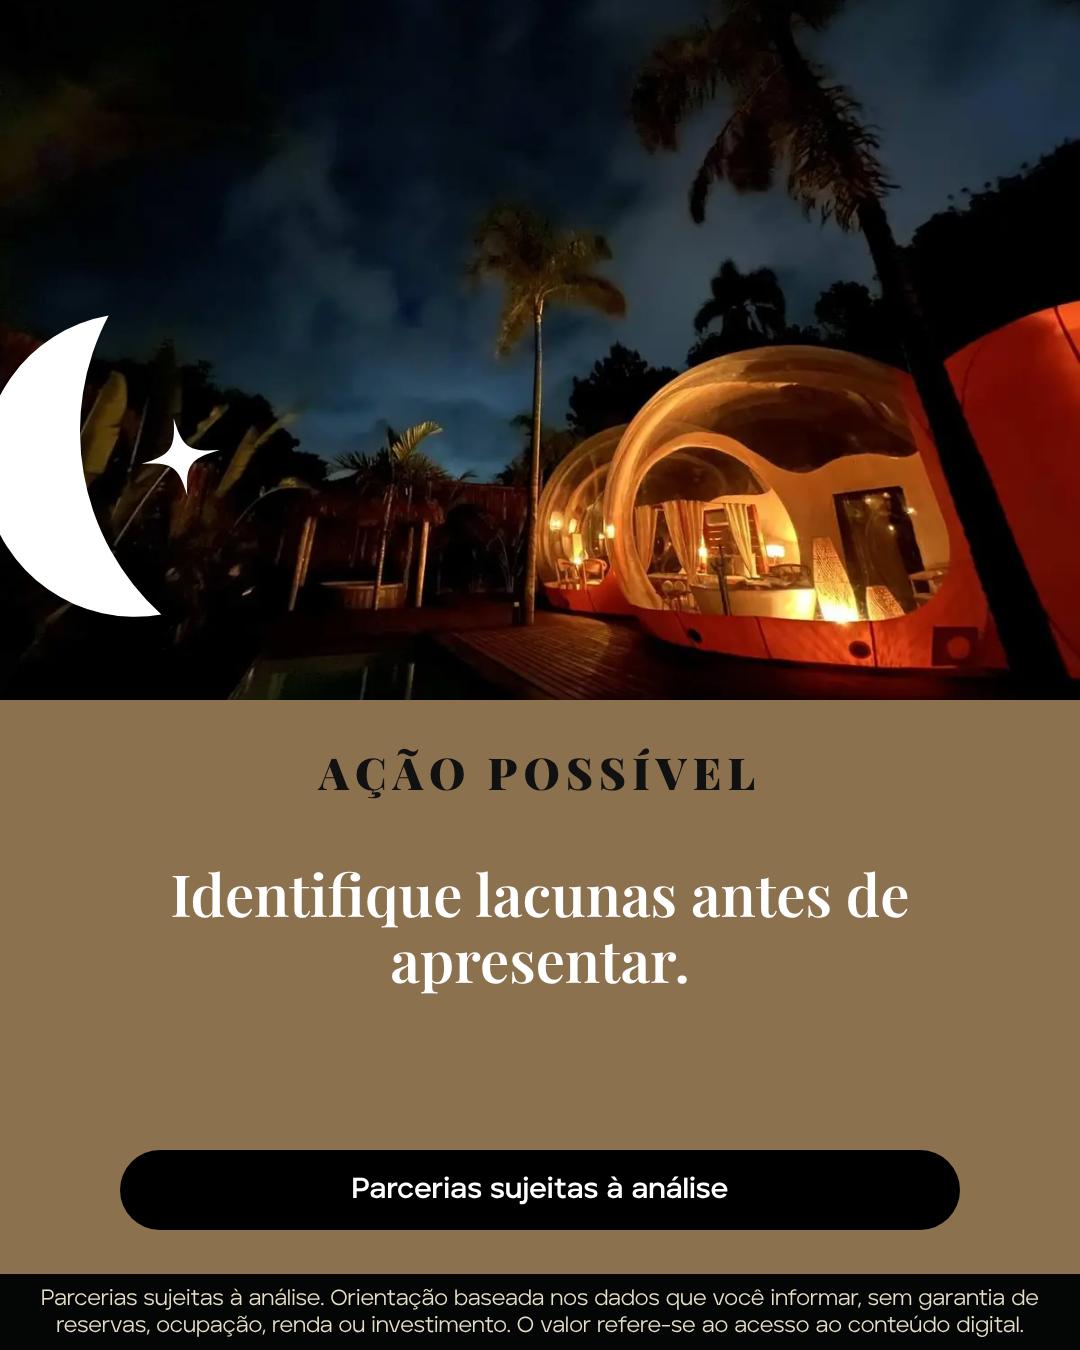 AÇÃO POSSÍVEL
Identifique lacunas antes de
apresentar.
Parcerias sujeitas à análise
Parcerias sujeitas à análise. Orientação baseada nos dados que você informar, sem garantia de
reservas, ocupação, renda ou investimento. O valor refere-se ao acesso ao conteúdo digital.